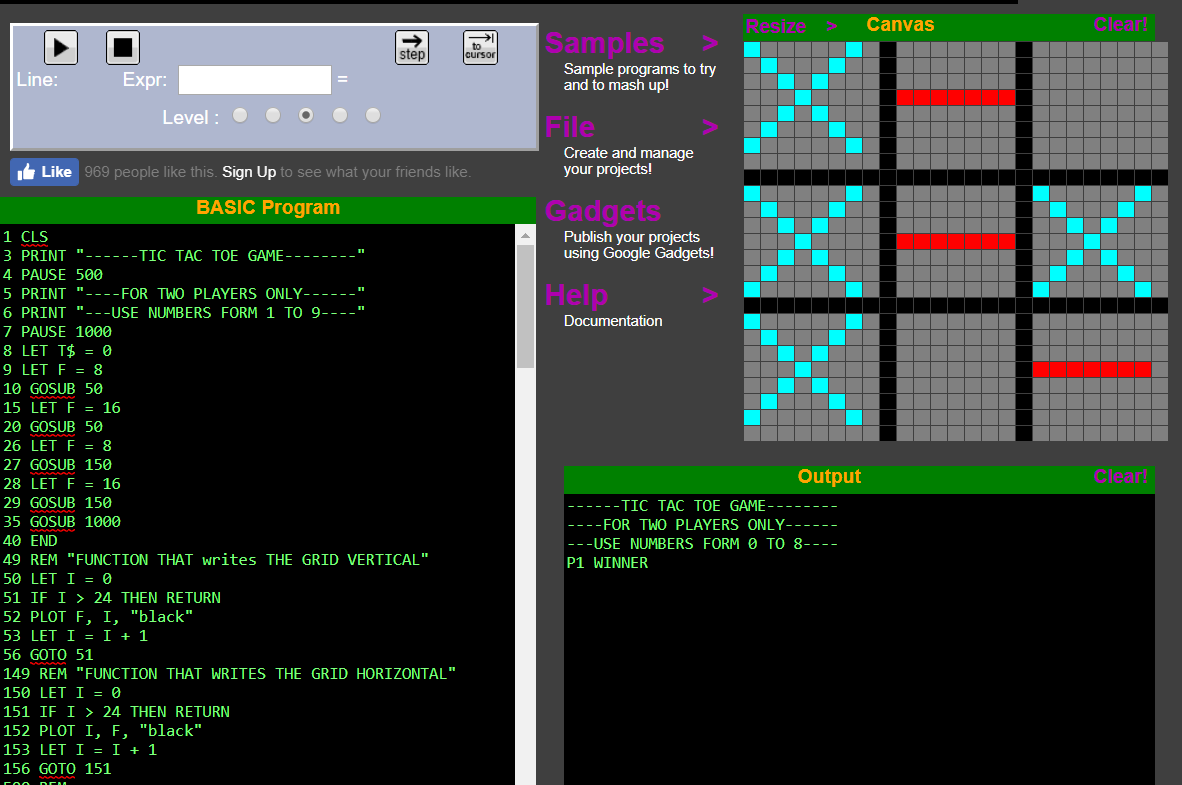 step
to cursor
Line: Expr: =
Level :
Like 969 people like this. Sign Up to see what your friends like.
BASIC Program
1 CLS
3 PRINT "------TIC TAC TOE GAME--------"
4 PAUSE 500
5 PRINT "----FOR TWO PLAYERS ONLY------"
6 PRINT "---USE NUMBERS FORM 1 TO 9----"
7 PAUSE 1000
8 LET T$ = 0
9 LET F = 8
10 GOSUB 50
15 LET F = 16
20 GOSUB 50
26 LET F = 8
27 GOSUB 150
28 LET F = 16
29 GOSUB 150
35 GOSUB 1000
40 END
49 REM "FUNCTION THAT writes THE GRID VERTICAL"
50 LET I = 0
51 IF I > 24 THEN RETURN
52 PLOT F, I, "black"
53 LET I = I + 1
56 GOTO 51
149 REM "FUNCTION THAT WRITES THE GRID HORIZONTAL"
150 LET I = 0
151 IF I > 24 THEN RETURN
152 PLOT I, F, "black"
153 LET I = I + 1
156 GOTO 151
Samples >
Sample programs to try
and to mash up!
File >
Create and manage
your projects!
Gadgets
Publish your projects
using Google Gadgets!
Help >
Documentation
Resize > Canvas Clear!
Output Clear!
------TIC TAC TOE GAME--------
----FOR TWO PLAYERS ONLY------
---USE NUMBERS FORM 0 TO 8----
P1 WINNER